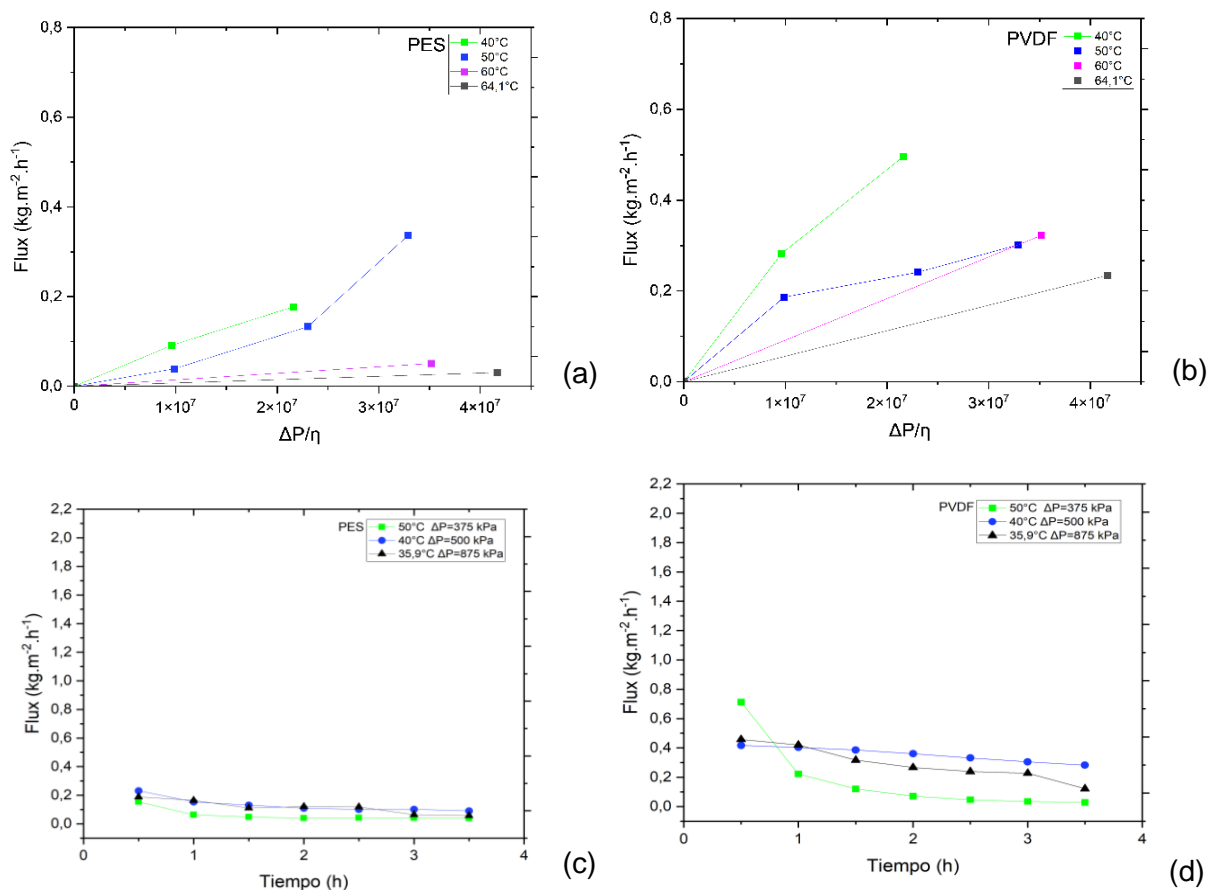 PES
40°C
50°C
60°C
64,1°C
0,8
0,6
0,4
0,2
0,0
Flux (kg.m⁻².h⁻¹)
0
1×10⁷
2×10⁷
3×10⁷
4×10⁷
ΔP/η
(a)
PVDF
40°C
50°C
60°C
64,1°C
0,8
0,6
0,4
0,2
0,0
Flux (kg.m⁻².h⁻¹)
0
1×10⁷
2×10⁷
3×10⁷
4×10⁷
ΔP/η
(b)
PES
50°C ΔP=375 kPa
40°C ΔP=500 kPa
35,9°C ΔP=875 kPa
2,2
2,0
1,8
1,6
1,4
1,2
1,0
0,8
0,6
0,4
0,2
0,0
Flux (kg.m⁻².h⁻¹)
0
1
2
3
4
Tiempo (h)
(c)
PVDF
50°C ΔP=375 kPa
40°C ΔP=500 kPa
35,9°C ΔP=875 kPa
2,2
2,0
1,8
1,6
1,4
1,2
1,0
0,8
0,6
0,4
0,2
0,0
Flux (kg.m⁻².h⁻¹)
0
1
2
3
4
Tiempo (h)
(d)